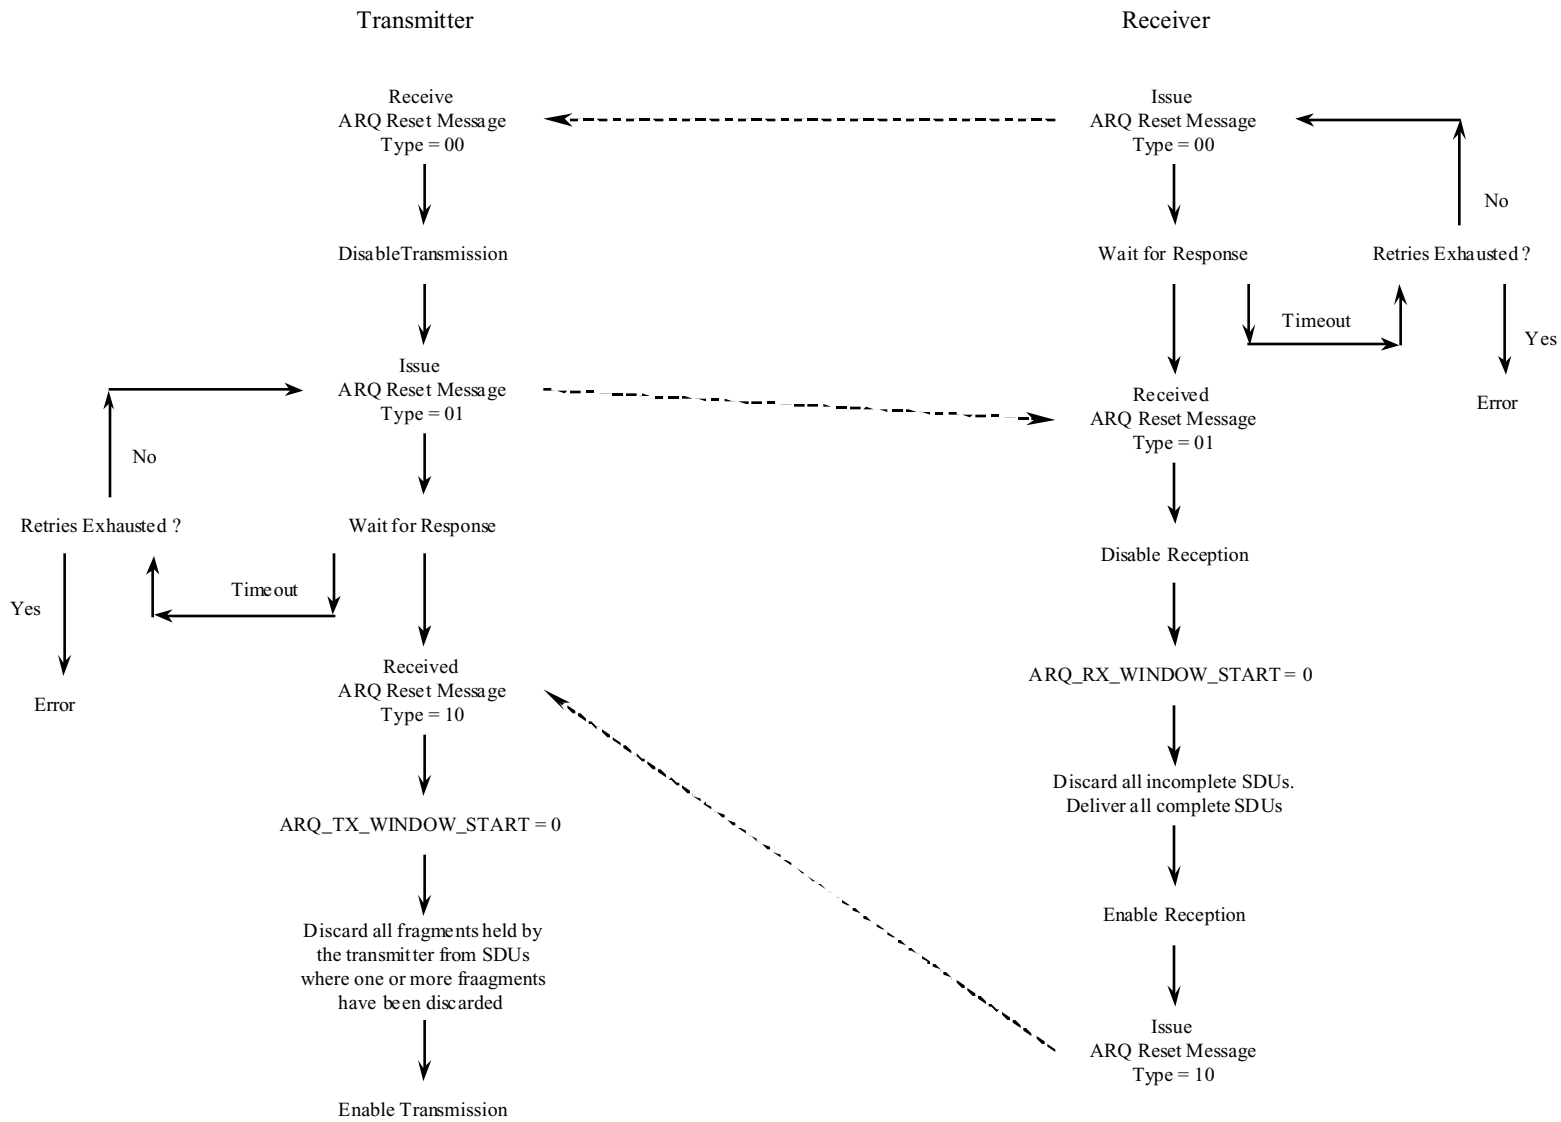 Transmitter
Receiver
Receive
ARQ Reset Message
Type = 00
Issue
ARQ Reset Message
Type = 00
No
Disable Transmission
Wait for Response
Retries Exhausted ?
Timeout
Yes
Issue
ARQ Reset Message
Type = 01
Received
ARQ Reset Message
Type = 01
Error
No
Retries Exhausted ?
Wait for Response
Disable Reception
Timeout
Yes
Received
ARQ Reset Message
Type = 10
ARQ_RX_WINDOW_START = 0
Error
Discard all incomplete SDUs.
Deliver all complete SDUs
ARQ_TX_WINDOW_START = 0
Enable Reception
Discard all fragments held by
the transmitter from SDUs
where one or more fraagments
have been discarded
Issue
ARQ Reset Message
Type = 10
Enable Transmission